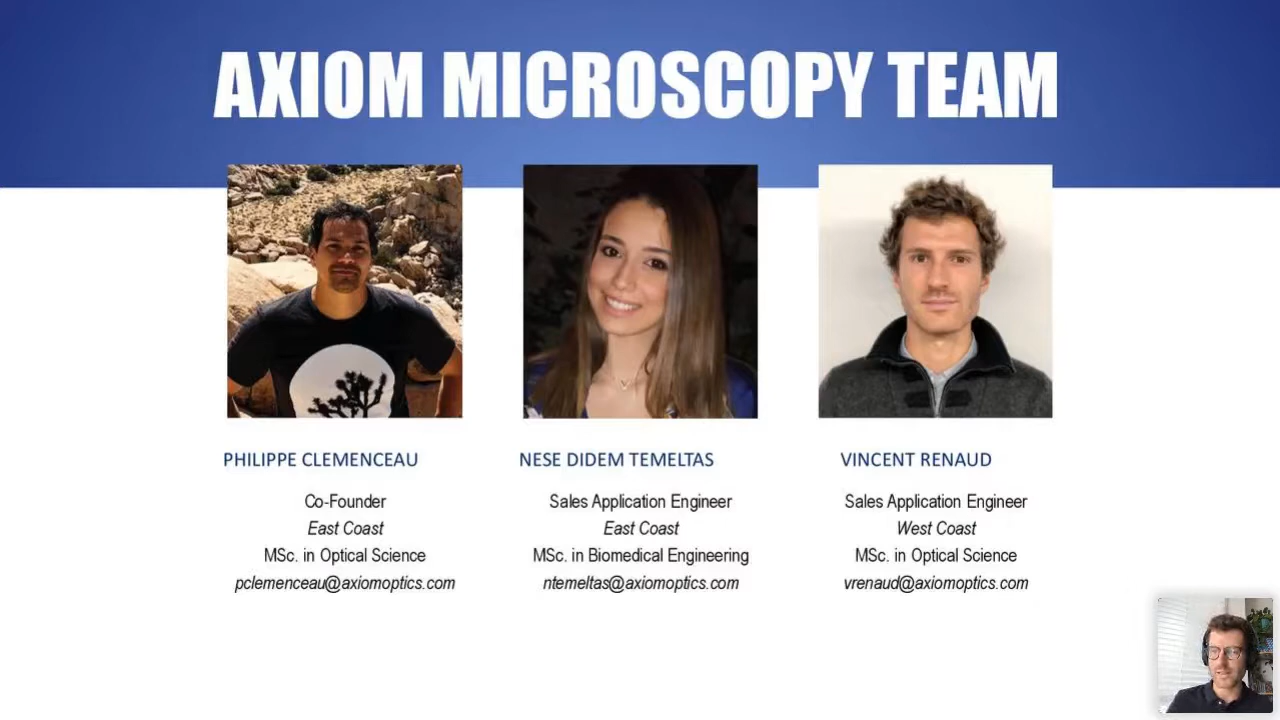 AXIOM MICROSCOPY TEAM
PHILIPPE CLEMENCEAU
Co-Founder
East Coast
MSc. in Optical Science
pclemenceau@axiomoptics.com
NESE DIDEM TEMELTAS
Sales Application Engineer
East Coast
MSc. in Biomedical Engineering
ntemeltas@axiomoptics.com
VINCENT RENAUD
Sales Application Engineer
West Coast
MSc. in Optical Science
vrenaud@axiomoptics.com